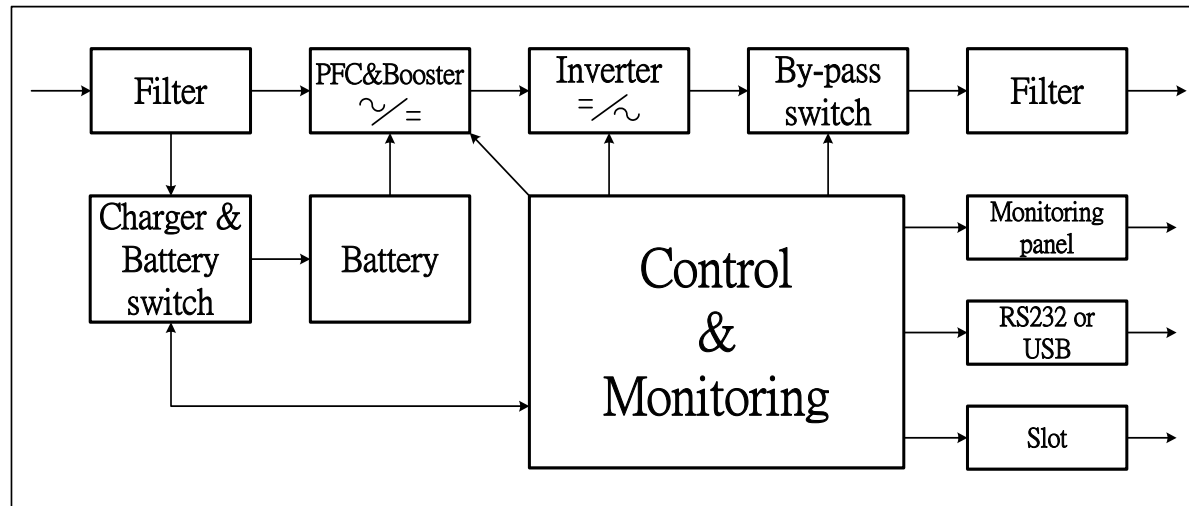 Filter
PFC&Booster
Inverter
By-pass
switch
Filter
Charger &
Battery
switch
Battery
Control
&
Monitoring
Monitoring
panel
RS232 or
USB
Slot